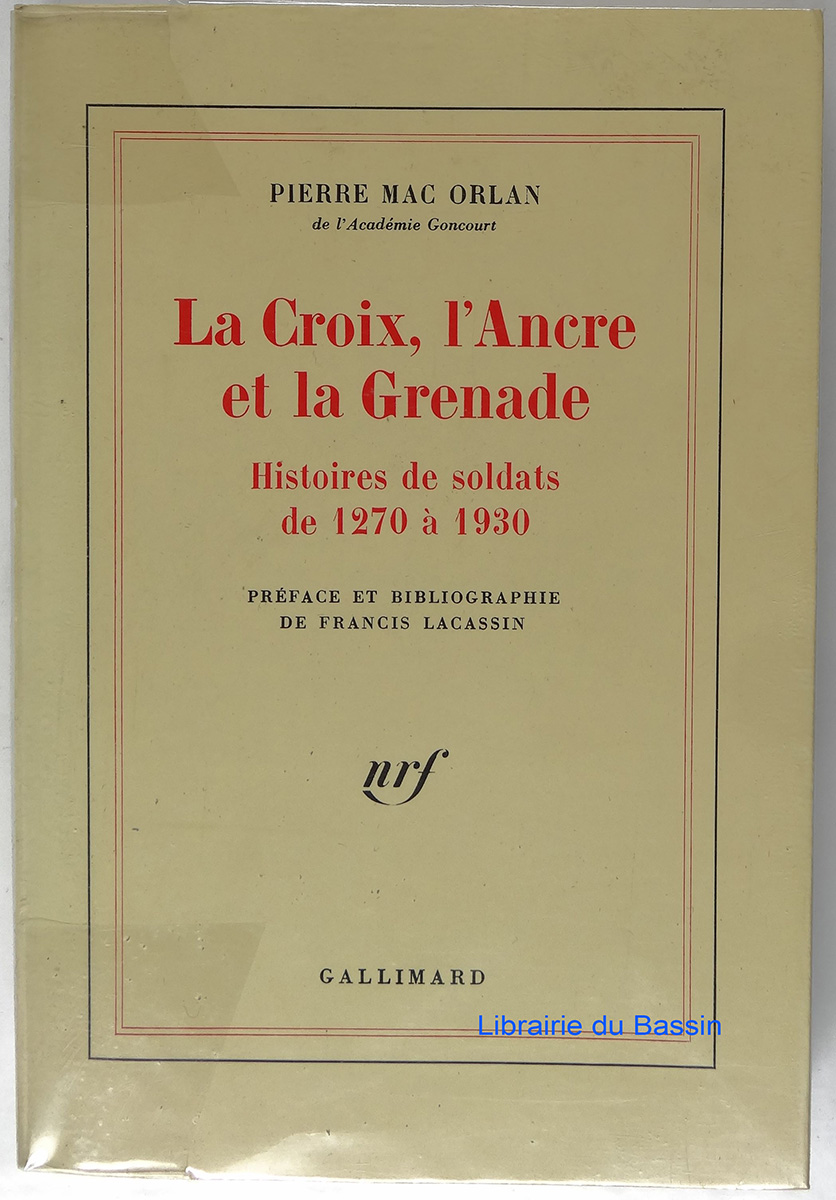 PIERRE MAC ORLAN
de l'Académie Goncourt
La Croix, l'Ancre
et la Grenade
Histoires de soldats
de 1270 à 1930
PRÉFACE ET BIBLIOGRAPHIE
DE FRANCIS LACASSIN
nrf
GALLIMARD
Librairie du Bassin